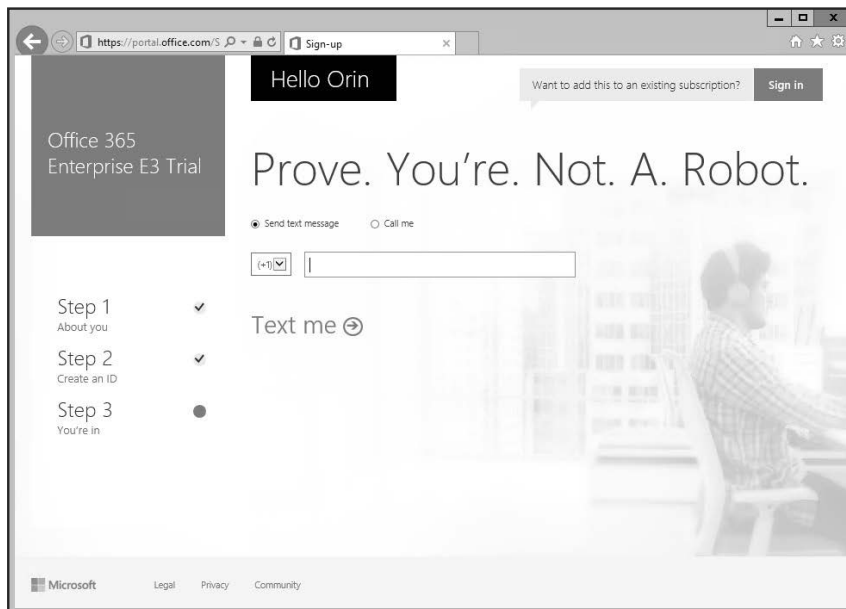 https://portal.office.com/S
Sign-up
Hello Orin
Want to add this to an existing subscription?
Sign in
Office 365
Enterprise E3 Trial
Prove. You're. Not. A. Robot.
Send text message
Call me
(+1)
Text me
Step 1
About you
Step 2
Create an ID
Step 3
You're in
Microsoft
Legal
Privacy
Community